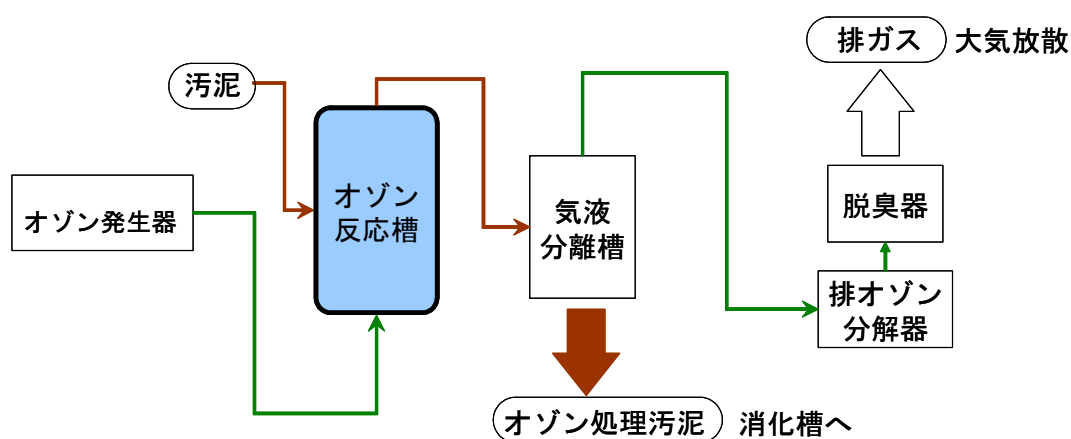 排ガス 大気放散
汚泥
オゾン
反応槽
オゾン発生器
気液
分離槽
脱臭器
排オゾン
分解器
オゾン処理汚泥 消化槽へ